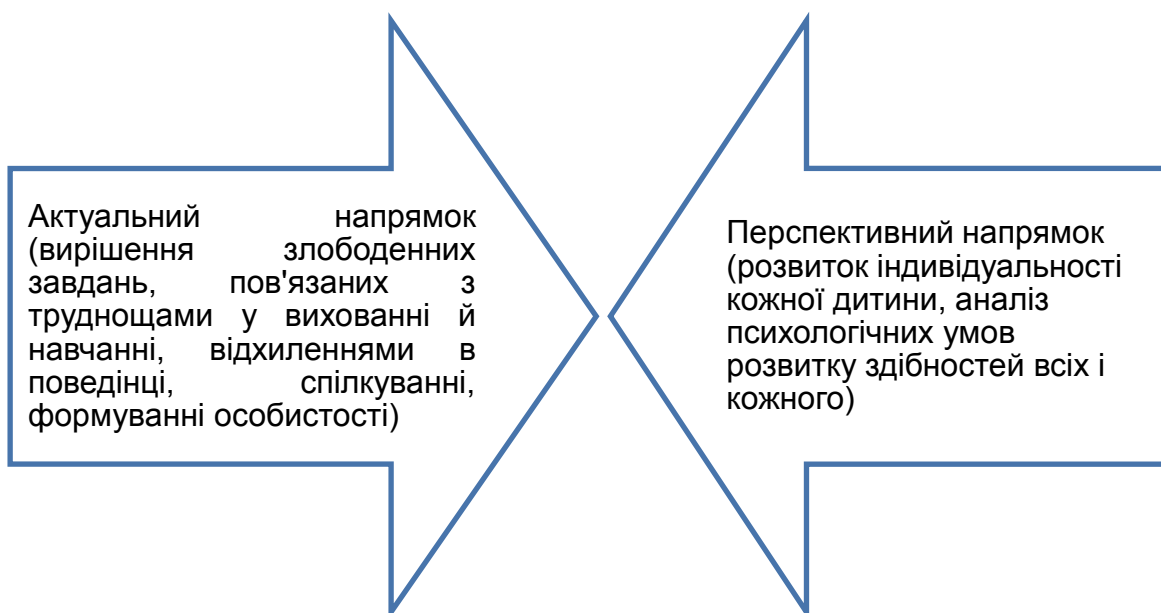 Актуальний напрямок
(вирішення злободенних
завдань, пов'язаних з
труднощами у вихованні й
навчанні, відхиленнями в
поведінці, спілкуванні,
формуванні особистості)
Перспективний напрямок
(розвиток індивідуальності
кожної дитини, аналіз
психологічних умов
розвитку здібностей всіх і
кожного)